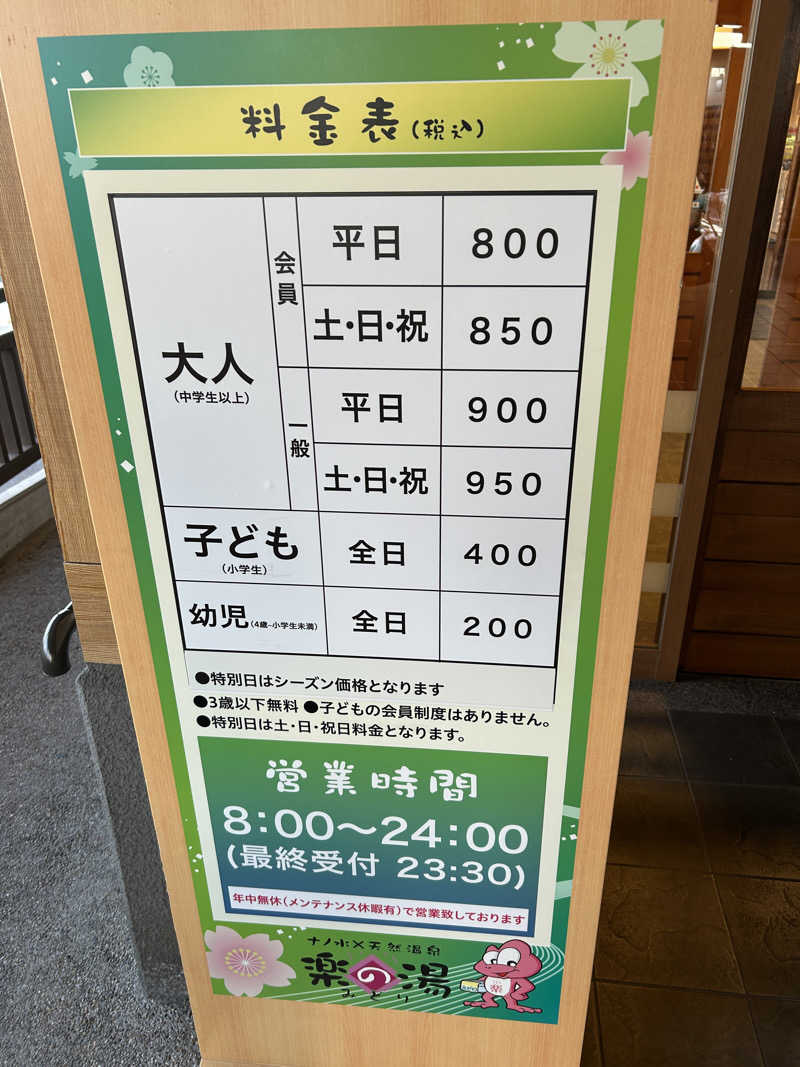 料金表(税込)
大人
(中学生以上)
会員
平日 800
土・日・祝 850
一般
平日 900
土・日・祝 950
子ども
(小学生)
全日 400
幼児(4歳~小学生未満) 全日 200
●特別日はシーズン価格となります
●3歳以下無料 ●子どもの会員制度はありません。
●特別日は土・日・祝日料金となります。
営業時間
8:00〜24:00
(最終受付 23:30)
年中無休(メンテナンス休暇有)で営業致しております
ナノ水×天然温泉
楽の湯
みどり
楽